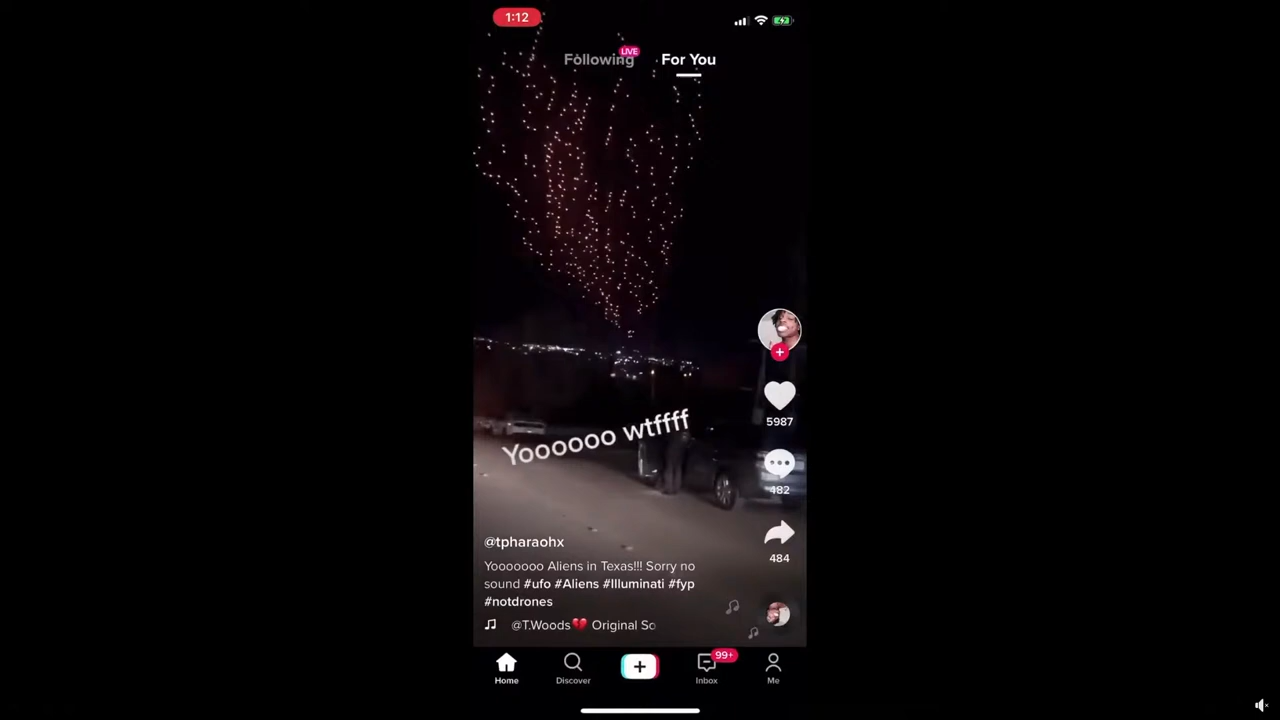 1:12
Following
LIVE
For You
Yoooooo wtffff
5987
482
484
@tpharaohx
Yooooooo Aliens in Texas!!! Sorry no
sound #ufo #Aliens #Illuminati #fyp
#notdrones
@T.Woods💔 Original So
99+
Home
Discover
Inbox
Me